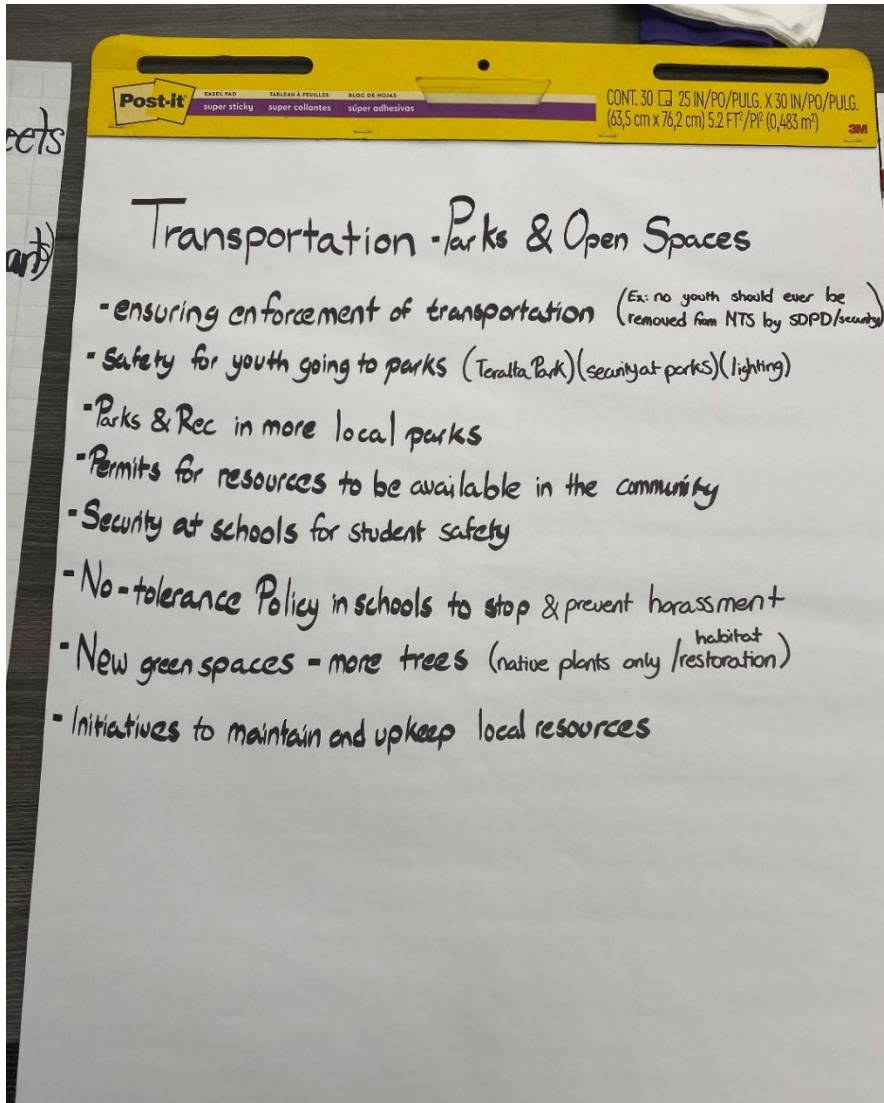 eets
ant)
Post-it
EASEL PAD TABLEAU À FEUILLES BLOC DE HOJAS
super sticky super collantes súper adhesivas
CONT. 30 25 IN/PO/PULG. X 30 IN/PO/PULG.
(63,5 cm x 76,2 cm) 5.2 FT²/PI² (0,483 m²)
3M
Transportation - Parks & Open Spaces
- ensuring enforcement of transportation (Ex: no youth should ever be
removed from MTS by SDPD/security)
- Safety for youth going to parks (Teralta Park) (security at parks) (lighting)
- Parks & Rec in more local parks
- Permits for resources to be available in the community
- Security at schools for student safety
- No-tolerance Policy in schools to stop & prevent harassment
- New green spaces - more trees (native plants only / habitat
restoration)
- Initiatives to maintain and upkeep local resources